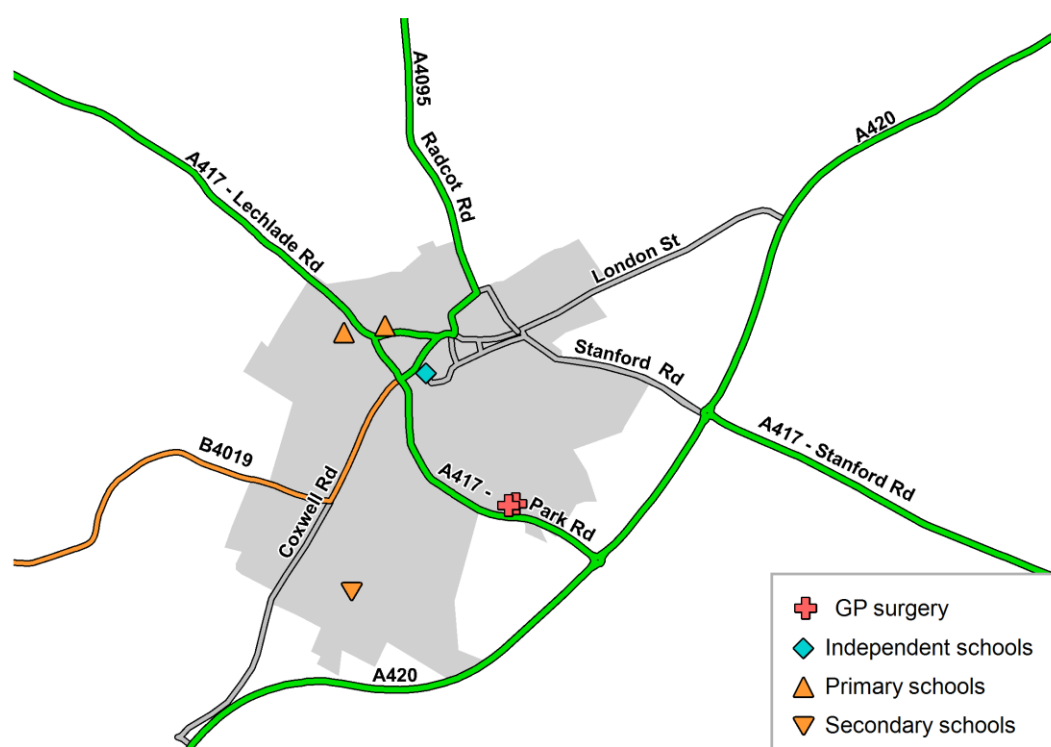 A4095
A420
Radcot Rd
A417 - Lechlade Rd
London St
Stanford Rd
A417 - Stanford Rd
B4019
Coxwell Rd
A417 - Park Rd
A420
GP surgery
Independent schools
Primary schools
Secondary schools